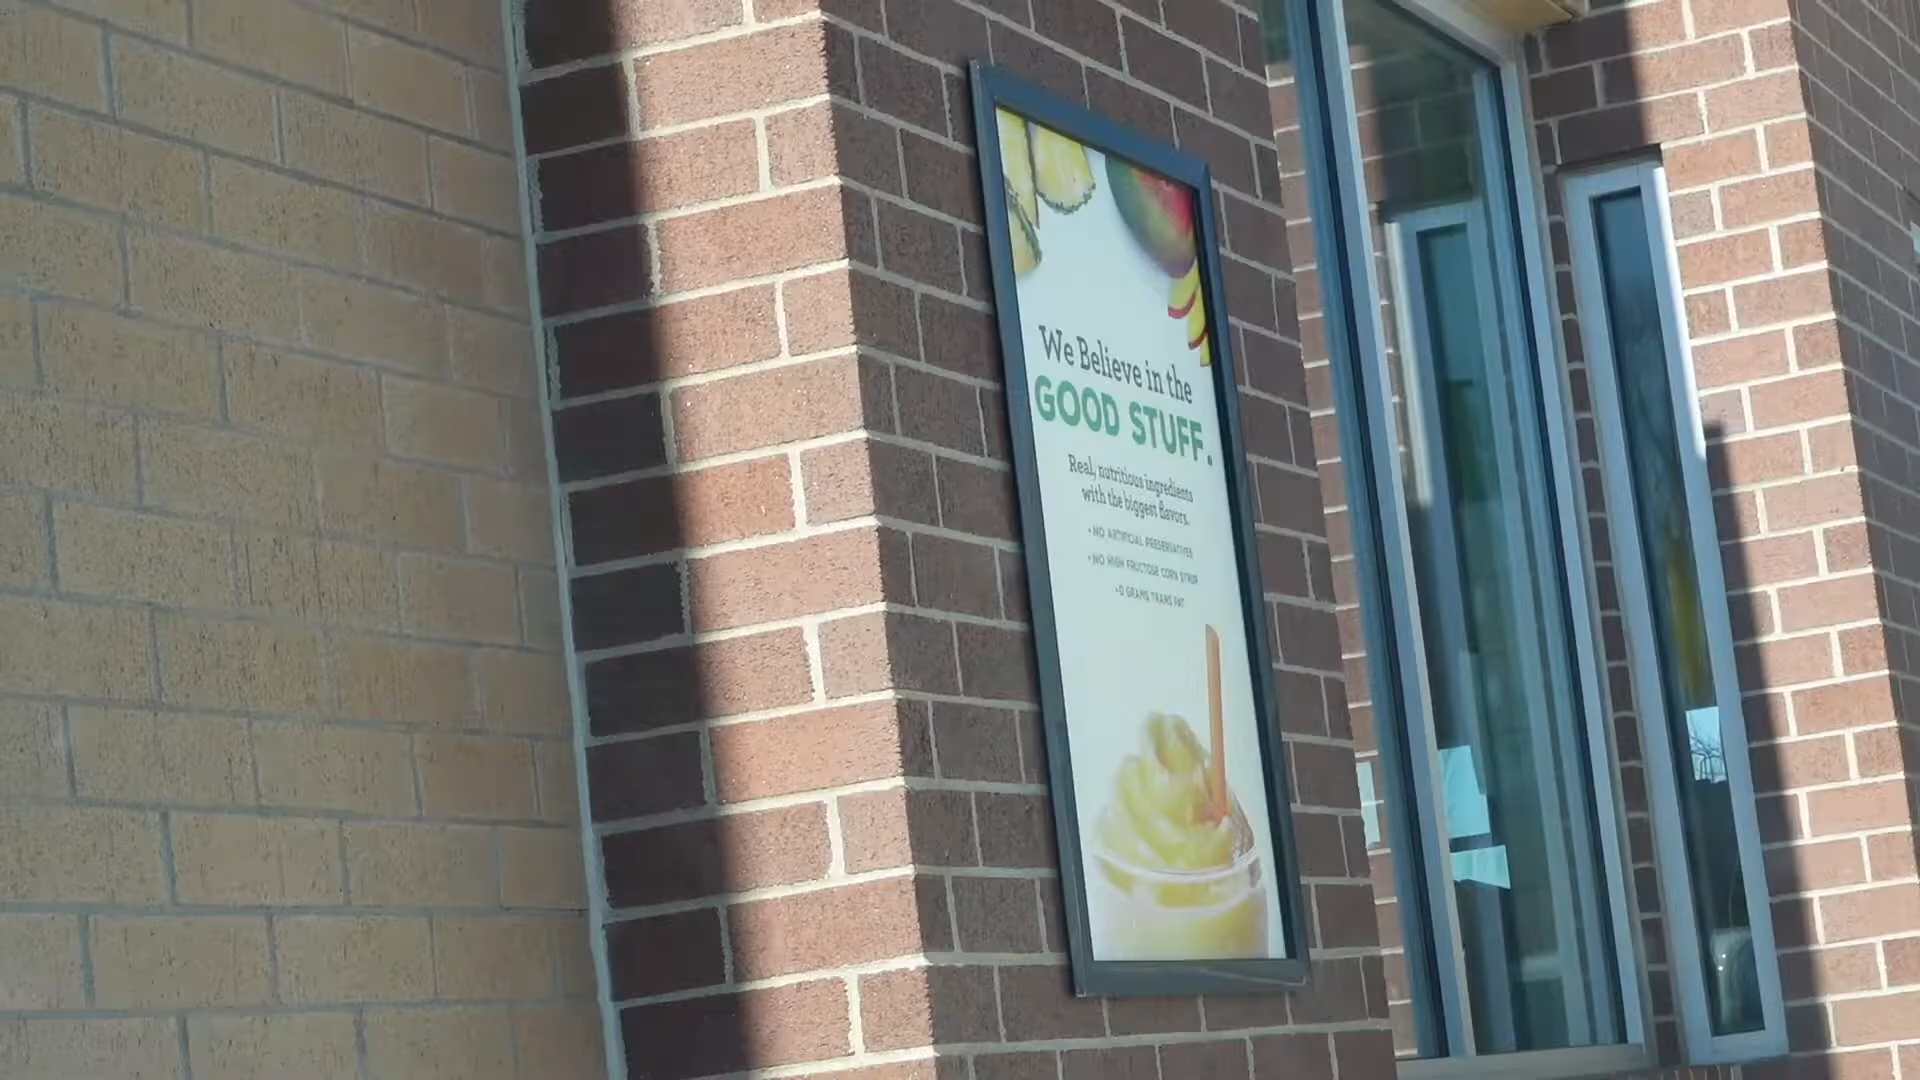 We Believe in the
GOOD STUFF.
Real, nutritious ingredients
with the biggest flavors.
• NO ARTIFICIAL PRESERVATIVES
• NO HIGH FRUCTOSE CORN SYRUP
• 0 GRAMS TRANS FAT